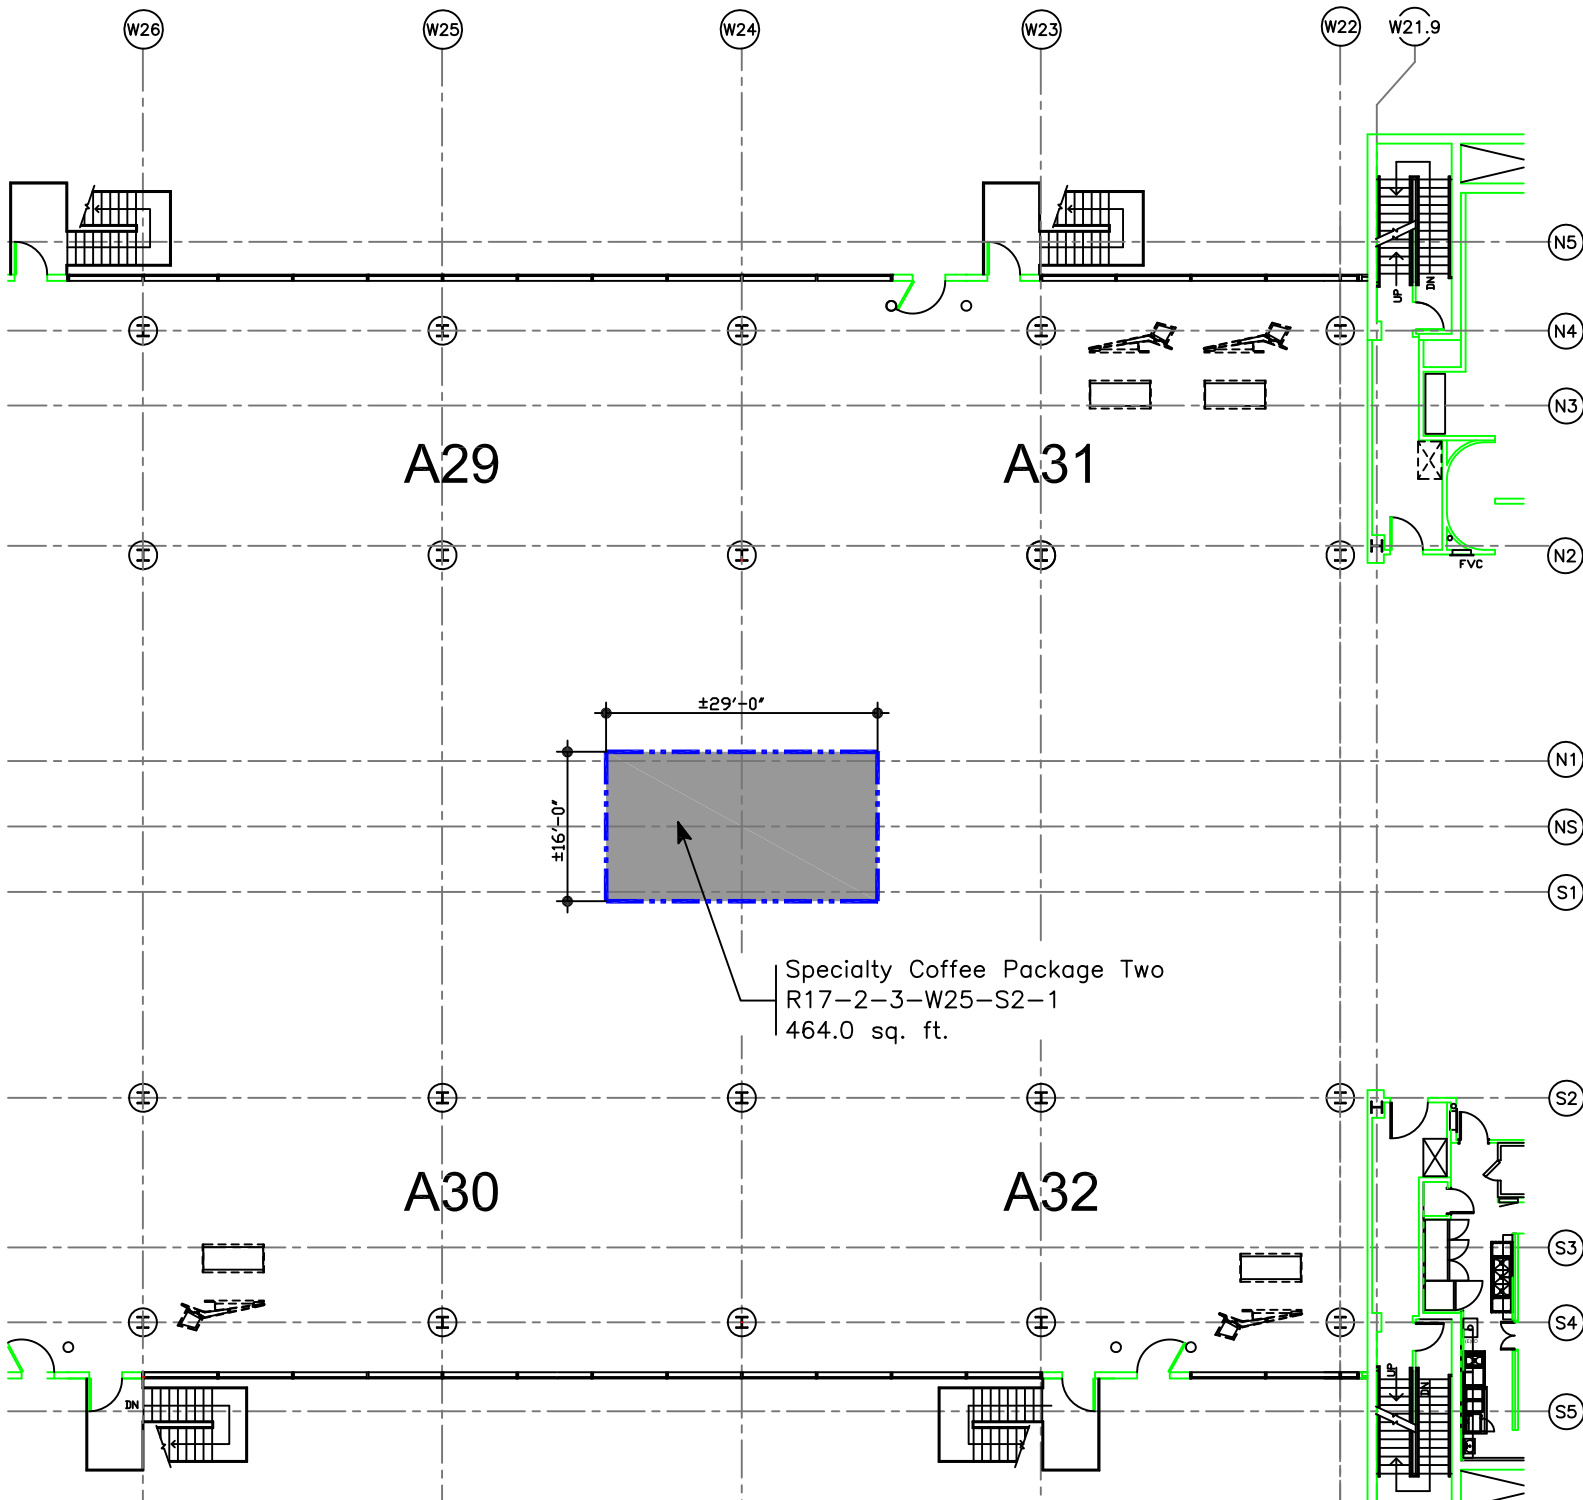 W26 W25 W24 W23 W22 W21.9
N5
UP DN
N4
N3
A29 A31
N2
FVC
±29'-0"
N1
±16'-0"
NS
S1
Specialty Coffee Package Two
R17-2-3-W25-S2-1
464.0 sq. ft.
S2
A30 A32
S3
S4
UP DN
DN
S5